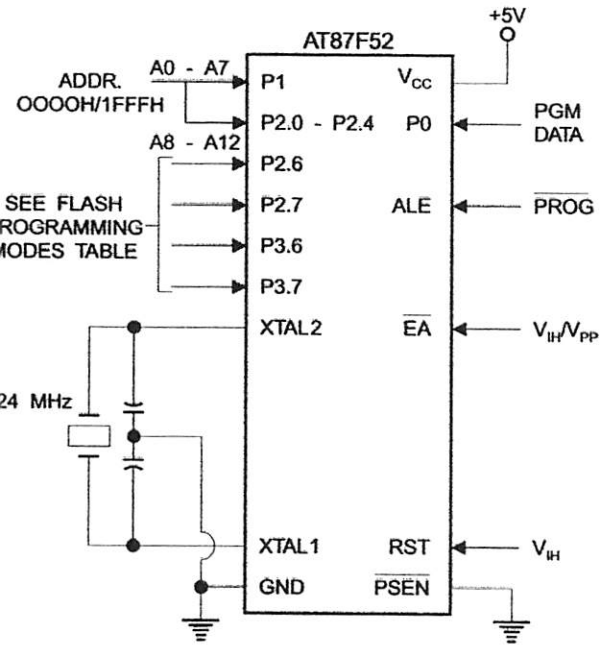 +5V
AT87F52
A0 - A7
ADDR.
OOOOH/1FFFH
P1
VCC
P2.0 - P2.4
P0
PGM
DATA
A8 - A12
P2.6
SEE FLASH
PROGRAMMING
MODES TABLE
P2.7
ALE
PROG
P3.6
P3.7
XTAL2
EA
VIH/VPP
24 MHz
XTAL1
RST
VIH
GND
PSEN